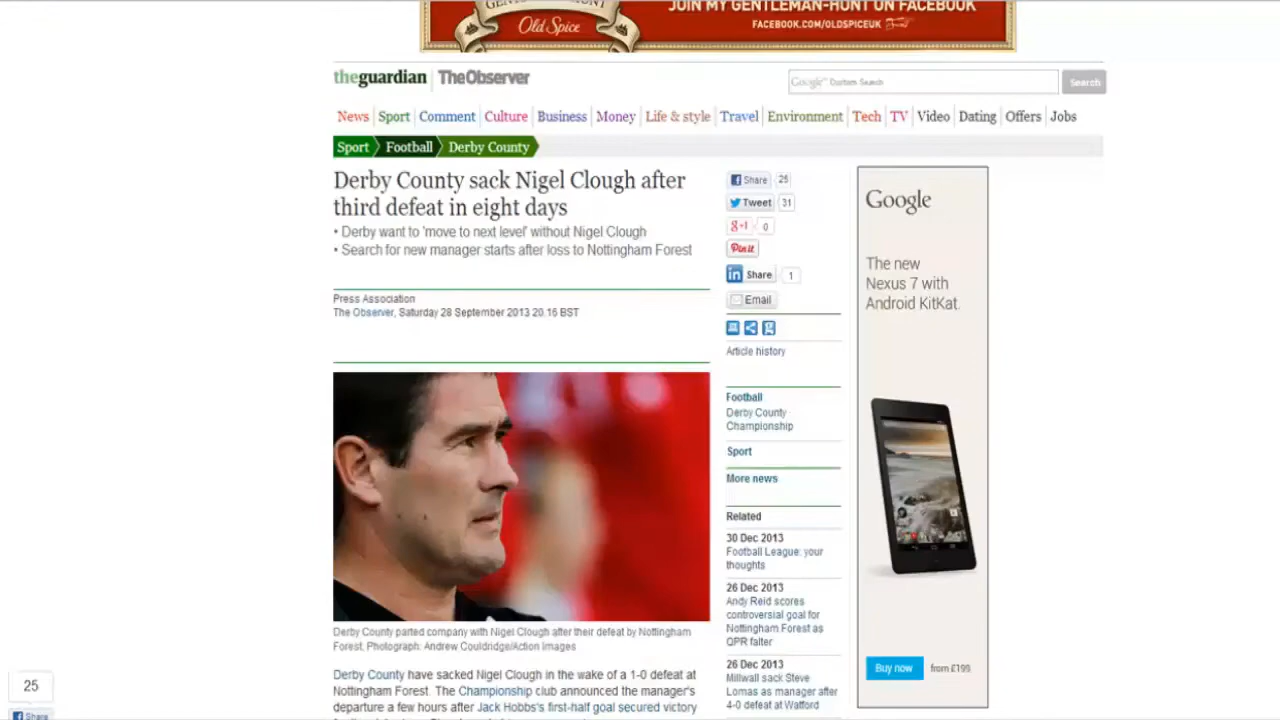 JOIN MY GENTLEMAN-HUNT ON FACEBOOK
Old Spice
FACEBOOK.COM/OLDSPICEUK
theguardian TheObserver
Google Custom Search
Search
News Sport Comment Culture Business Money Life & style Travel Environment Tech TV Video Dating Offers Jobs
Sport Football Derby County
Derby County sack Nigel Clough after
third defeat in eight days
• Derby want to 'move to next level' without Nigel Clough
• Search for new manager starts after loss to Nottingham Forest
Press Association
The Observer, Saturday 28 September 2013 20.16 BST
Derby County parted company with Nigel Clough after their defeat by Nottingham
Forest. Photograph: Andrew Couldridge/Action Images
Derby County have sacked Nigel Clough in the wake of a 1-0 defeat at
Nottingham Forest. The Championship club announced the manager's
departure a few hours after Jack Hobbs's first-half goal secured victory
Share 25
Tweet 31
g+1 0
Pin it
in Share 1
Email
Article history
Football
Derby County
Championship
Sport
More news
Related
30 Dec 2013
Football League: your
thoughts
26 Dec 2013
Andy Reid scores
controversial goal for
Nottingham Forest as
QPR falter
26 Dec 2013
Millwall sack Steve
Lomas as manager after
4-0 defeat at Watford
Google
The new
Nexus 7 with
Android KitKat.
Buy now from £199
25
Share